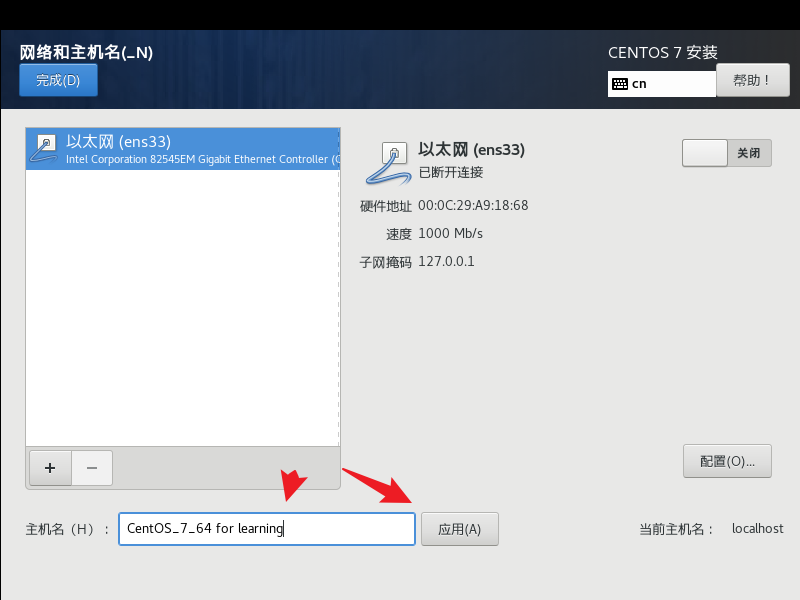 网络和主机名(_N)
完成(D)
CENTOS 7 安装
cn
帮助！
以太网 (ens33)
Intel Corporation 82545EM Gigabit Ethernet Controller (C
以太网 (ens33)
已断开连接
关闭
硬件地址 00:0C:29:A9:18:68
速度 1000 Mb/s
子网掩码 127.0.0.1
+
−
配置(O)...
主机名（H）： CentOS_7_64 for learning
应用(A)
当前主机名： localhost